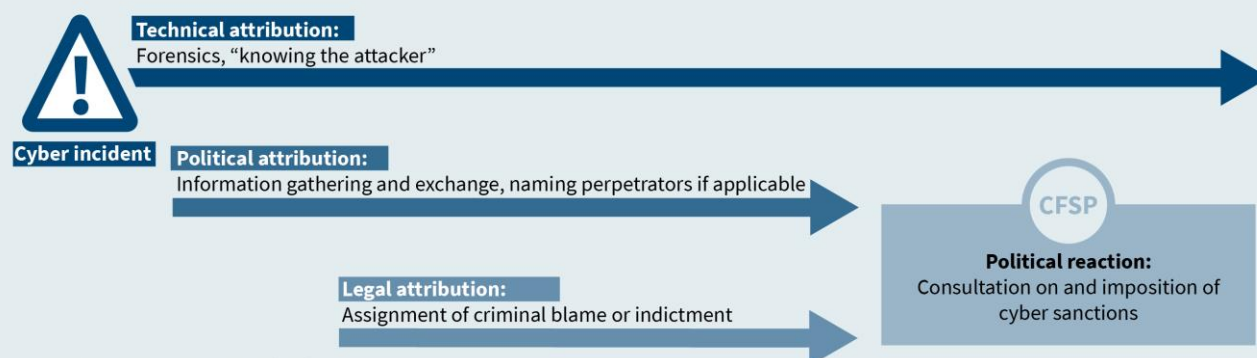 Technical attribution:
Forensics, “knowing the attacker”
Cyber incident
Political attribution:
Information gathering and exchange, naming perpetrators if applicable
CFSP
Political reaction:
Consultation on and imposition of
cyber sanctions
Legal attribution:
Assignment of criminal blame or indictment